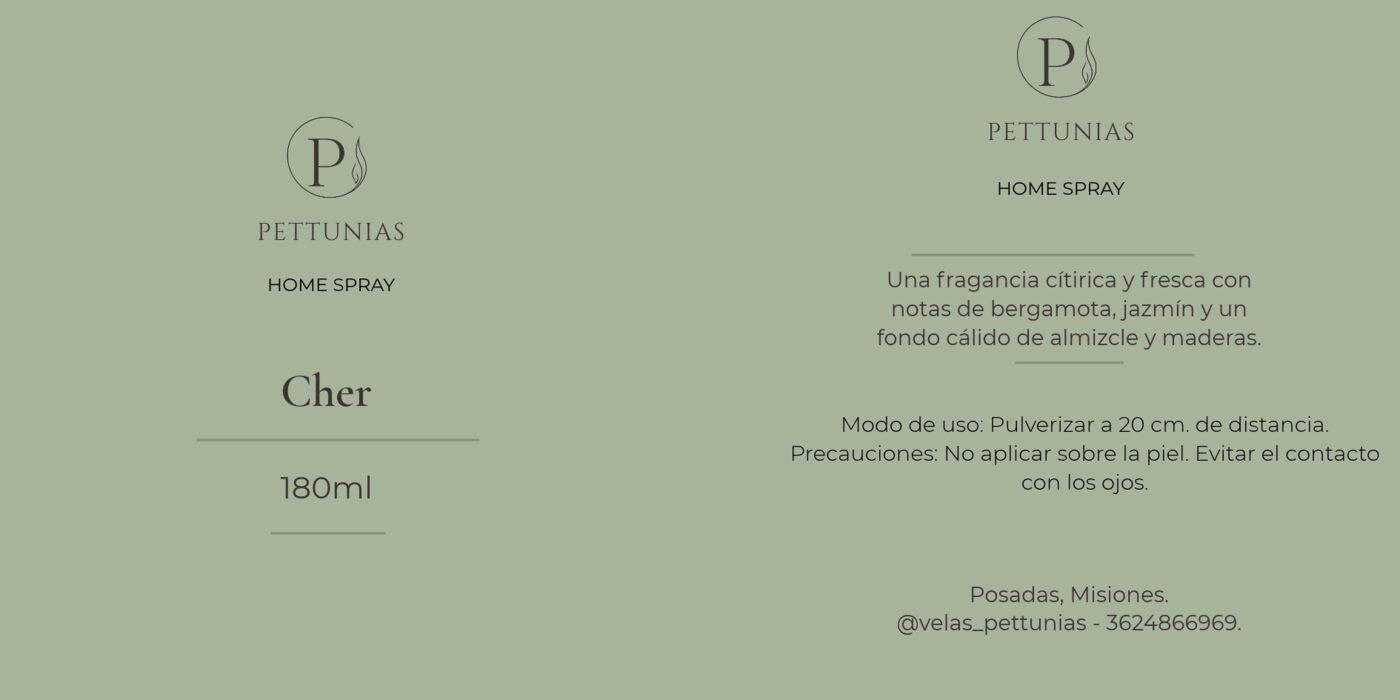 P
PETTUNIAS
HOME SPRAY
Cher
180ml
P
PETTUNIAS
HOME SPRAY
Una fragancia cítirica y fresca con
notas de bergamota, jazmín y un
fondo cálido de almizcle y maderas.
Modo de uso: Pulverizar a 20 cm. de distancia.
Precauciones: No aplicar sobre la piel. Evitar el contacto
con los ojos.
Posadas, Misiones.
@velas_pettunias - 3624866969.